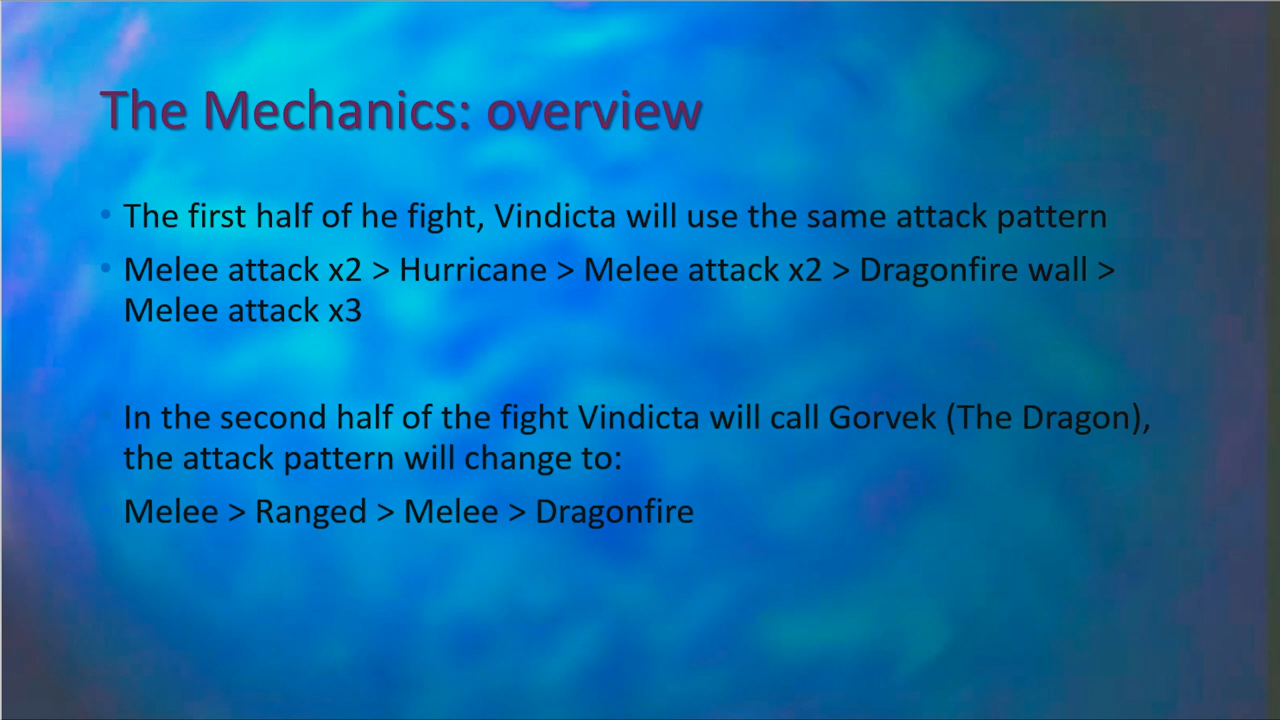 The Mechanics: overview
• The first half of he fight, Vindicta will use the same attack pattern
• Melee attack x2 > Hurricane > Melee attack x2 > Dragonfire wall >
Melee attack x3
• In the second half of the fight Vindicta will call Gorvek (The Dragon),
the attack pattern will change to:
• Melee > Ranged > Melee > Dragonfire